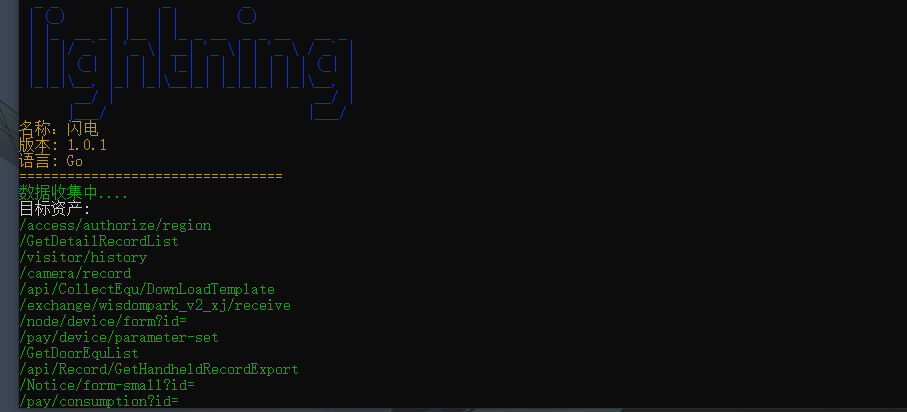 lightning
名称: 闪电
版本: 1.0.1
语言: Go
=================================
数据收集中....
目标资产:
/access/authorize/region
/GetDetailRecordList
/visitor/history
/camera/record
/api/CollectEqu/DownLoadTemplate
/exchange/wisdompark_v2_xj/receive
/node/device/form?id=
/pay/device/parameter-set
/GetDoorEquList
/api/Record/GetHandheldRecordExport
/Notice/form-small?id=
/pay/consumption?id=